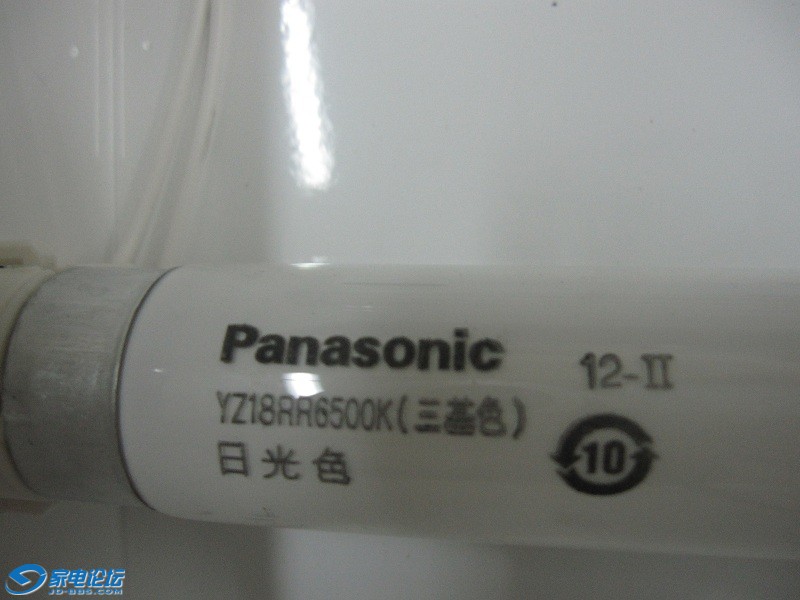 Panasonic
12-II
YZ18RR6500K(三基色)
日光色
10
家电论坛
JD-BBS.COM